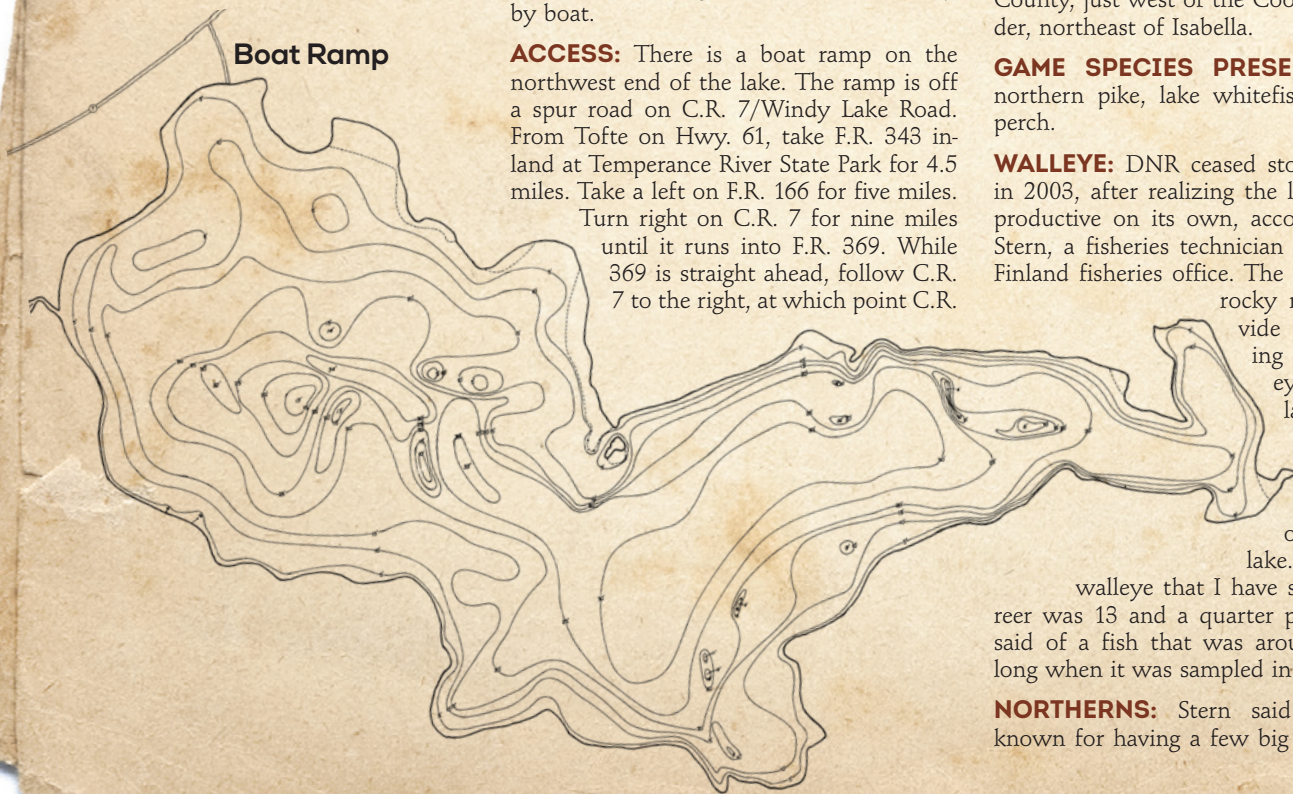 Boat Ramp
by boat.
ACCESS: There is a boat ramp on the
northwest end of the lake. The ramp is off
a spur road on C.R. 7/Windy Lake Road.
From Tofte on Hwy. 61, take F.R. 343 in-
land at Temperance River State Park for 4.5
miles. Take a left on F.R. 166 for five miles.
Turn right on C.R. 7 for nine miles
until it runs into F.R. 369. While
369 is straight ahead, follow C.R.
7 to the right, at which point C.R.
County, just west of the
der, northeast of Isabella.
GAME SPECIES
northern pike, lake
perch.
WALLEYE: DNR ceased
in 2003, after realizing the
productive on its own,
Stern, a fisheries technician
Finland fisheries office. The
rocky
vide
ing
lake.
walleye that I have
reer was 13 and a quarter
said of a fish that was
long when it was sampled in
NORTHERNS: Stern said
known for having a few big